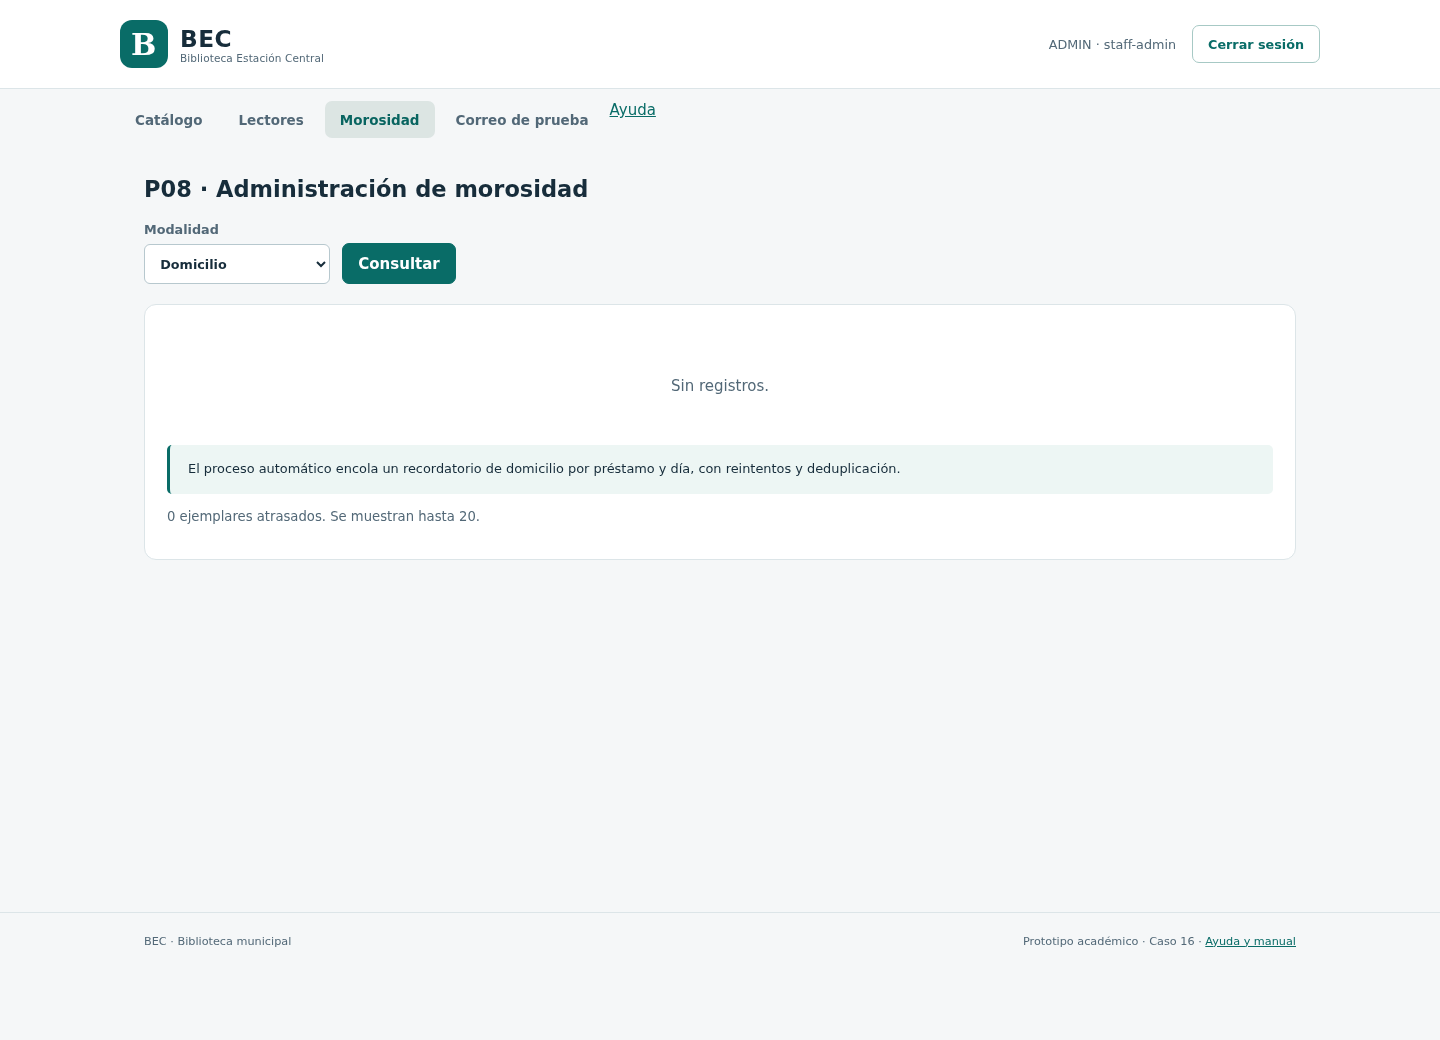 B
BEC
Biblioteca Estación Central
ADMIN · staff-admin
Cerrar sesión
Catálogo
Lectores
Morosidad
Correo de prueba
Ayuda
P08 · Administración de morosidad
Modalidad
Domicilio
Consultar
Sin registros.
El proceso automático encola un recordatorio de domicilio por préstamo y día, con reintentos y deduplicación.
0 ejemplares atrasados. Se muestran hasta 20.
BEC · Biblioteca municipal
Prototipo académico · Caso 16 · Ayuda y manual